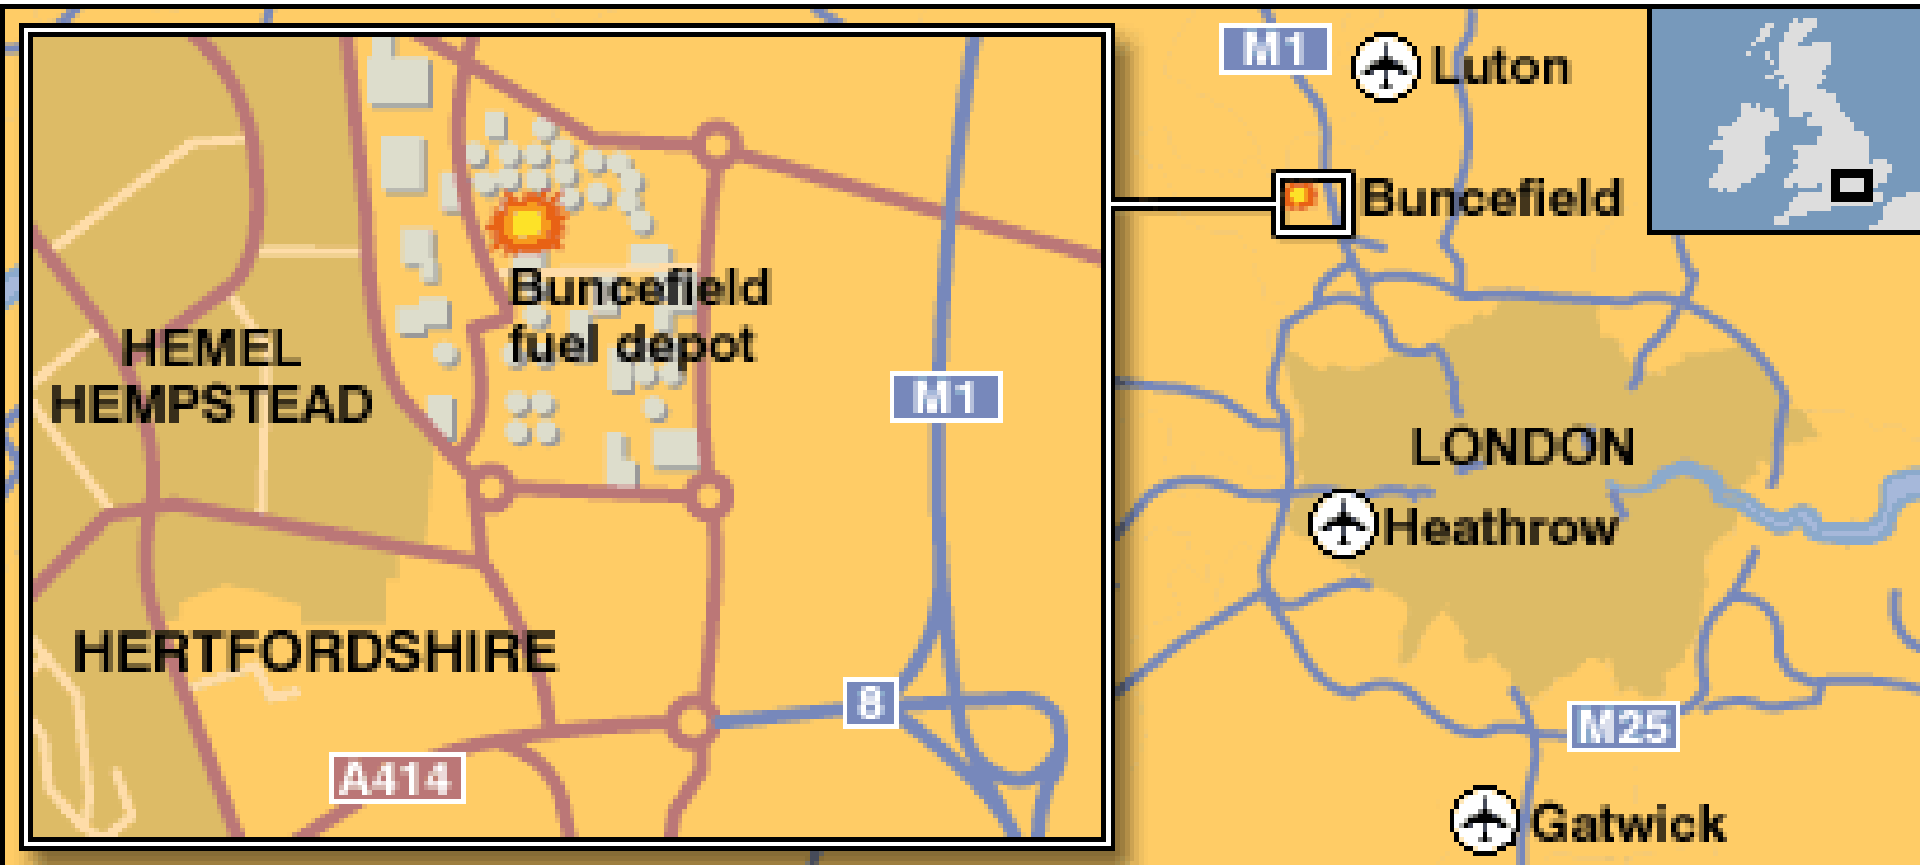 M1
Luton
Buncefield
Buncefield
fuel depot
HEMEL
HEMPSTEAD
M1
LONDON
Heathrow
HERTFORDSHIRE
8
M25
A414
Gatwick